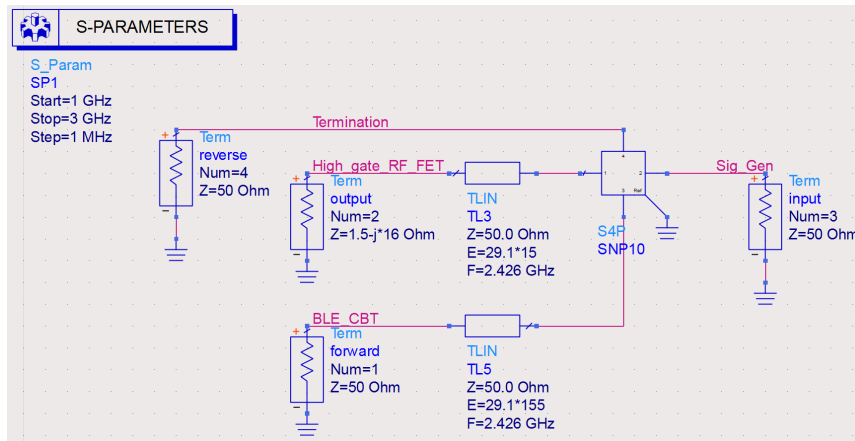 S-PARAMETERS
S_Param
SP1
Start=1 GHz
Stop=3 GHz
Step=1 MHz
Termination
+
Term
reverse
Num=4
Z=50 Ohm
-
High_gate_RF_FET
+
Term
output
Num=2
Z=1.5-j*16 Ohm
-
TLIN
TL3
Z=50.0 Ohm
E=29.1*15
F=2.426 GHz
4
1
2
3
Ref
S4P
SNP10
Sig_Gen
+
Term
input
Num=3
Z=50 Ohm
-
BLE_CBT
+
Term
forward
Num=1
Z=50 Ohm
-
TLIN
TL5
Z=50.0 Ohm
E=29.1*155
F=2.426 GHz